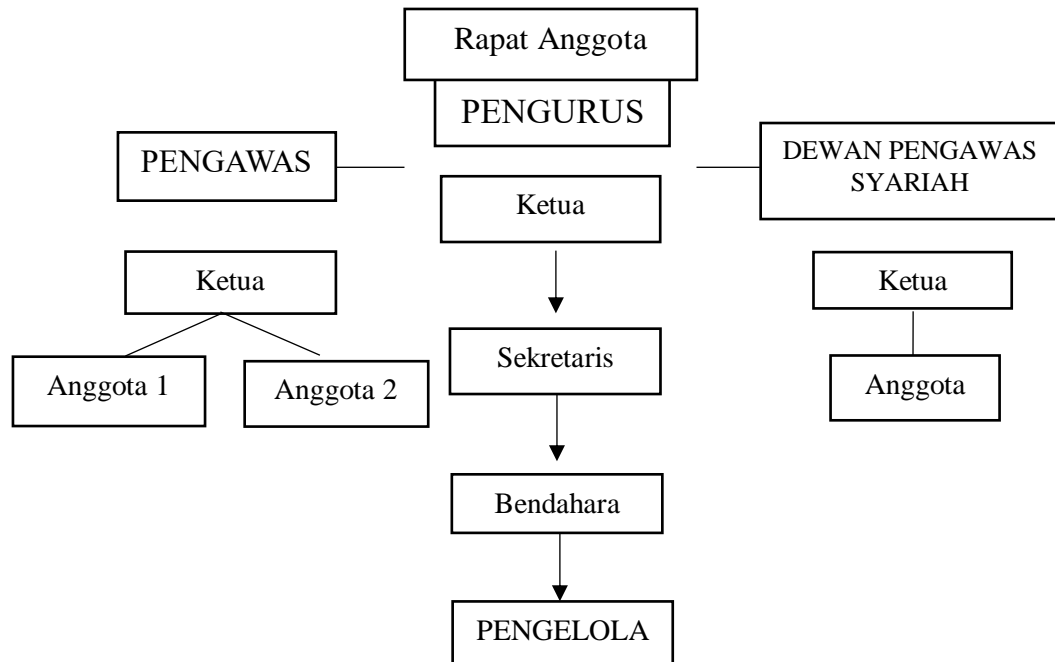 Rapat Anggota
PENGURUS
PENGAWAS
DEWAN PENGAWAS
SYARIAH
Ketua
Ketua
Ketua
Sekretaris
Anggota 1
Anggota 2
Anggota
Bendahara
PENGELOLA